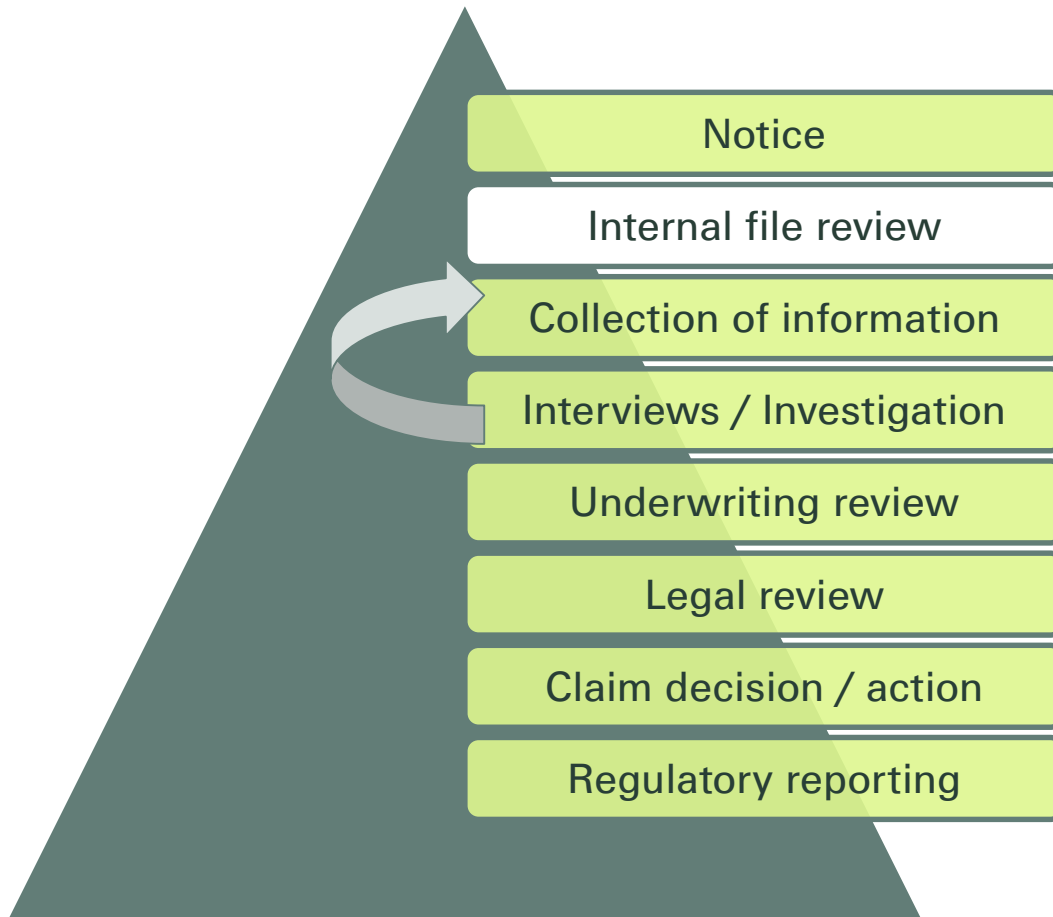 Notice
Internal file review
Collection of information
Interviews / Investigation
Underwriting review
Legal review
Claim decision / action
Regulatory reporting